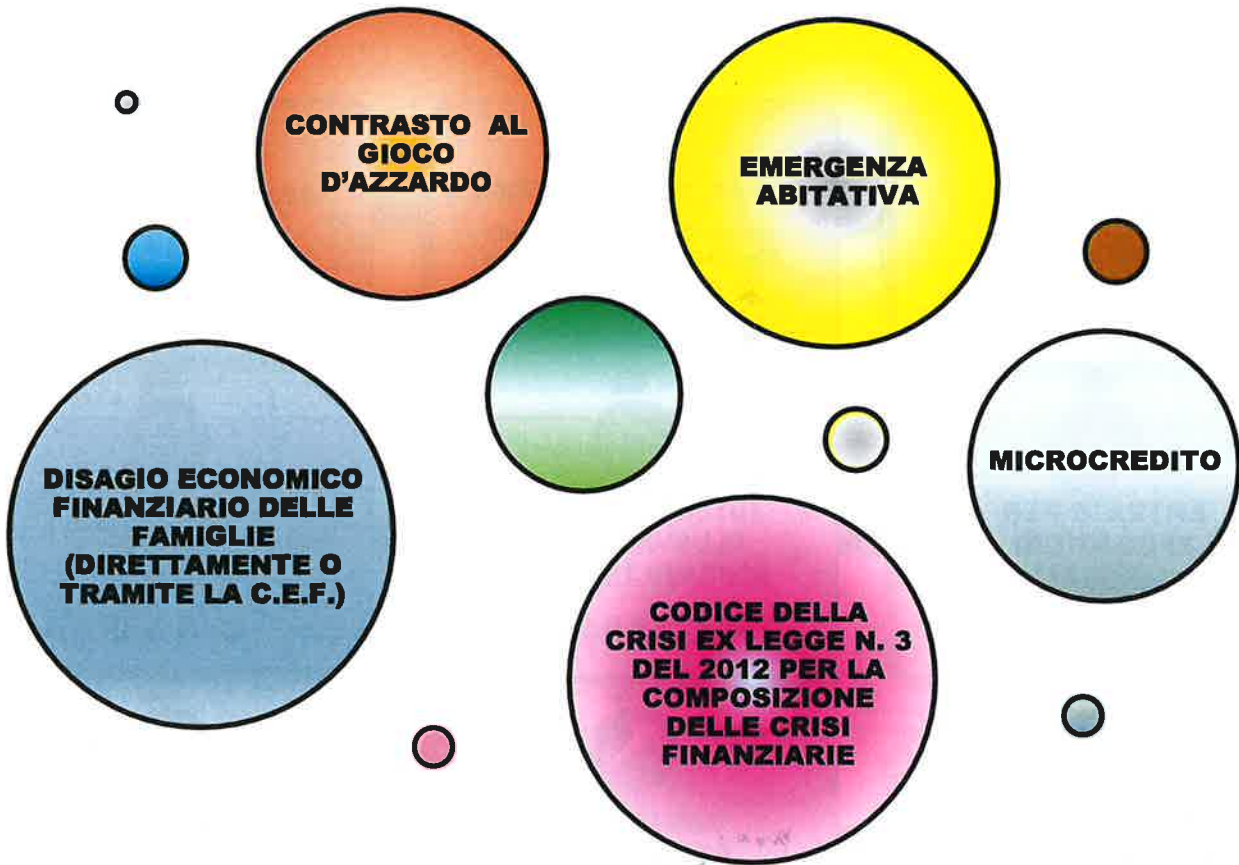 CONTRASTO AL
GIOCO
D'AZZARDO
EMERGENZA
ABITATIVA
DISAGIO ECONOMICO
FINANZIARIO DELLE
FAMIGLIE
(DIRETTAMENTE O
TRAMITE LA C.E.F.)
MICROCREDITO
CODICE DELLA
CRISI EX LEGGE N. 3
DEL 2012 PER LA
COMPOSIZIONE
DELLE CRISI
FINANZIARIE